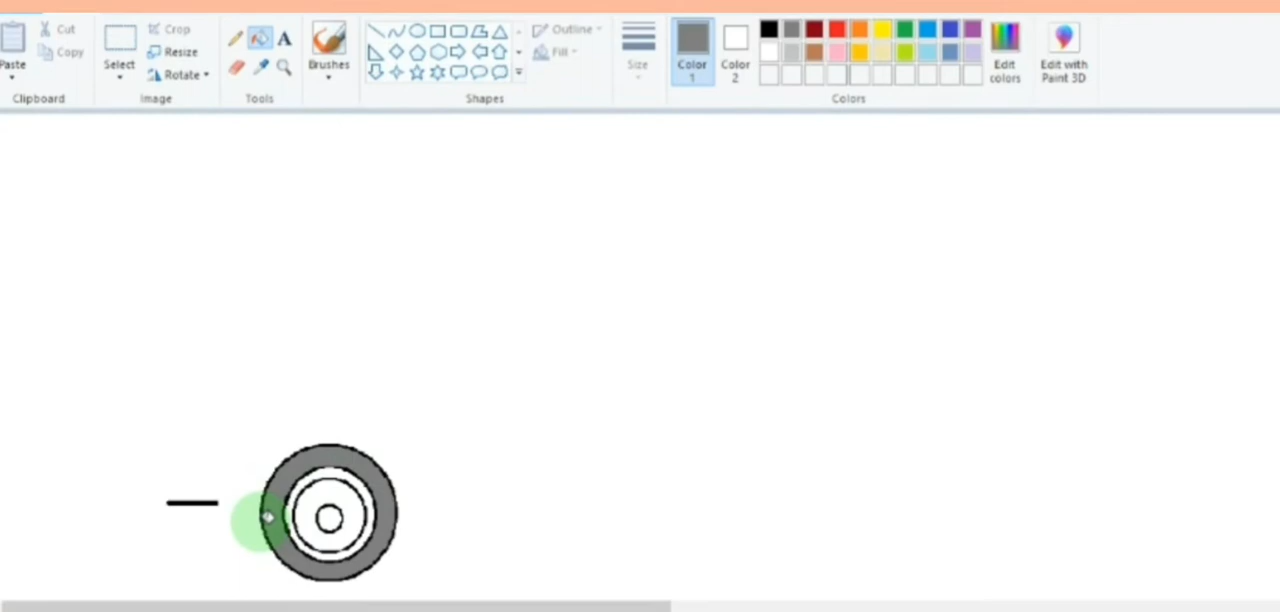 Paste
Cut
Copy
Clipboard
Select
Crop
Resize
Rotate
Image
A
Tools
Brushes
Shapes
Outline
Fill
Size
Color
1
Color
2
Colors
Edit
colors
Edit with
Paint 3D